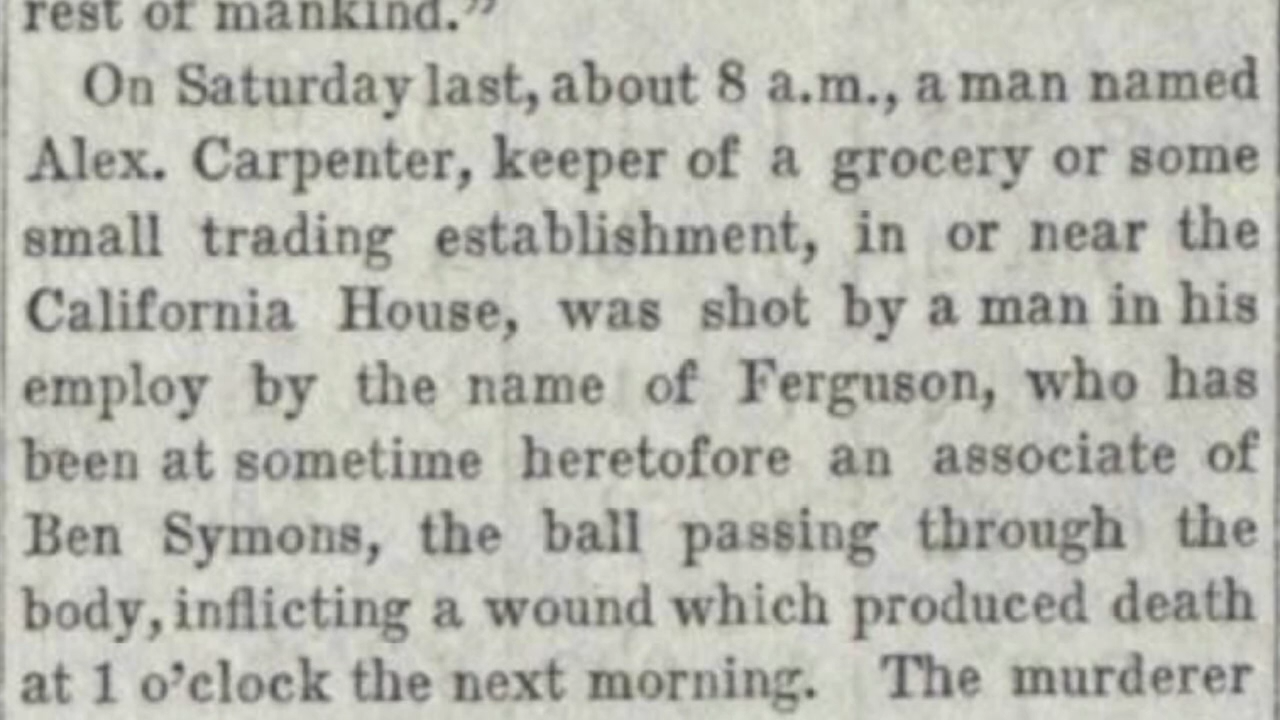 rest of mankind.”
On Saturday last, about 8 a.m., a man named
Alex. Carpenter, keeper of a grocery or some
small trading establishment, in or near the
California House, was shot by a man in his
employ by the name of Ferguson, who has
been at sometime heretofore an associate of
Ben Symons, the ball passing through the
body, inflicting a wound which produced death
at 1 o’clock the next morning. The murderer